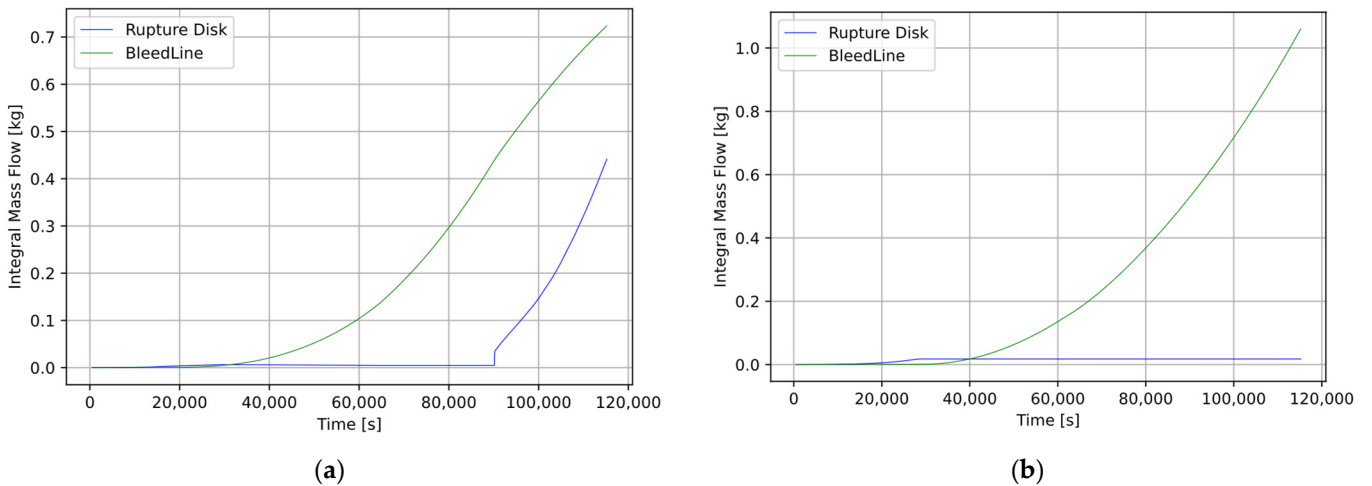 Rupture Disk
BleedLine
Integral Mass Flow [kg]
0.7
0.6
0.5
0.4
0.3
0.2
0.1
0.0
0 20,000 40,000 60,000 80,000 100,000 120,000
Time [s]
(a)
Rupture Disk
BleedLine
Integral Mass Flow [kg]
1.0
0.8
0.6
0.4
0.2
0.0
0 20,000 40,000 60,000 80,000 100,000 120,000
Time [s]
(b)